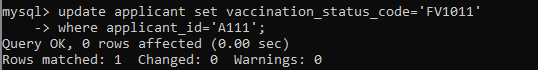 mysql> update applicant set vaccination_status_code='FV1011'
    -> where applicant_id='A111';
Query OK, 0 rows affected (0.00 sec)
Rows matched: 1  Changed: 0  Warnings: 0